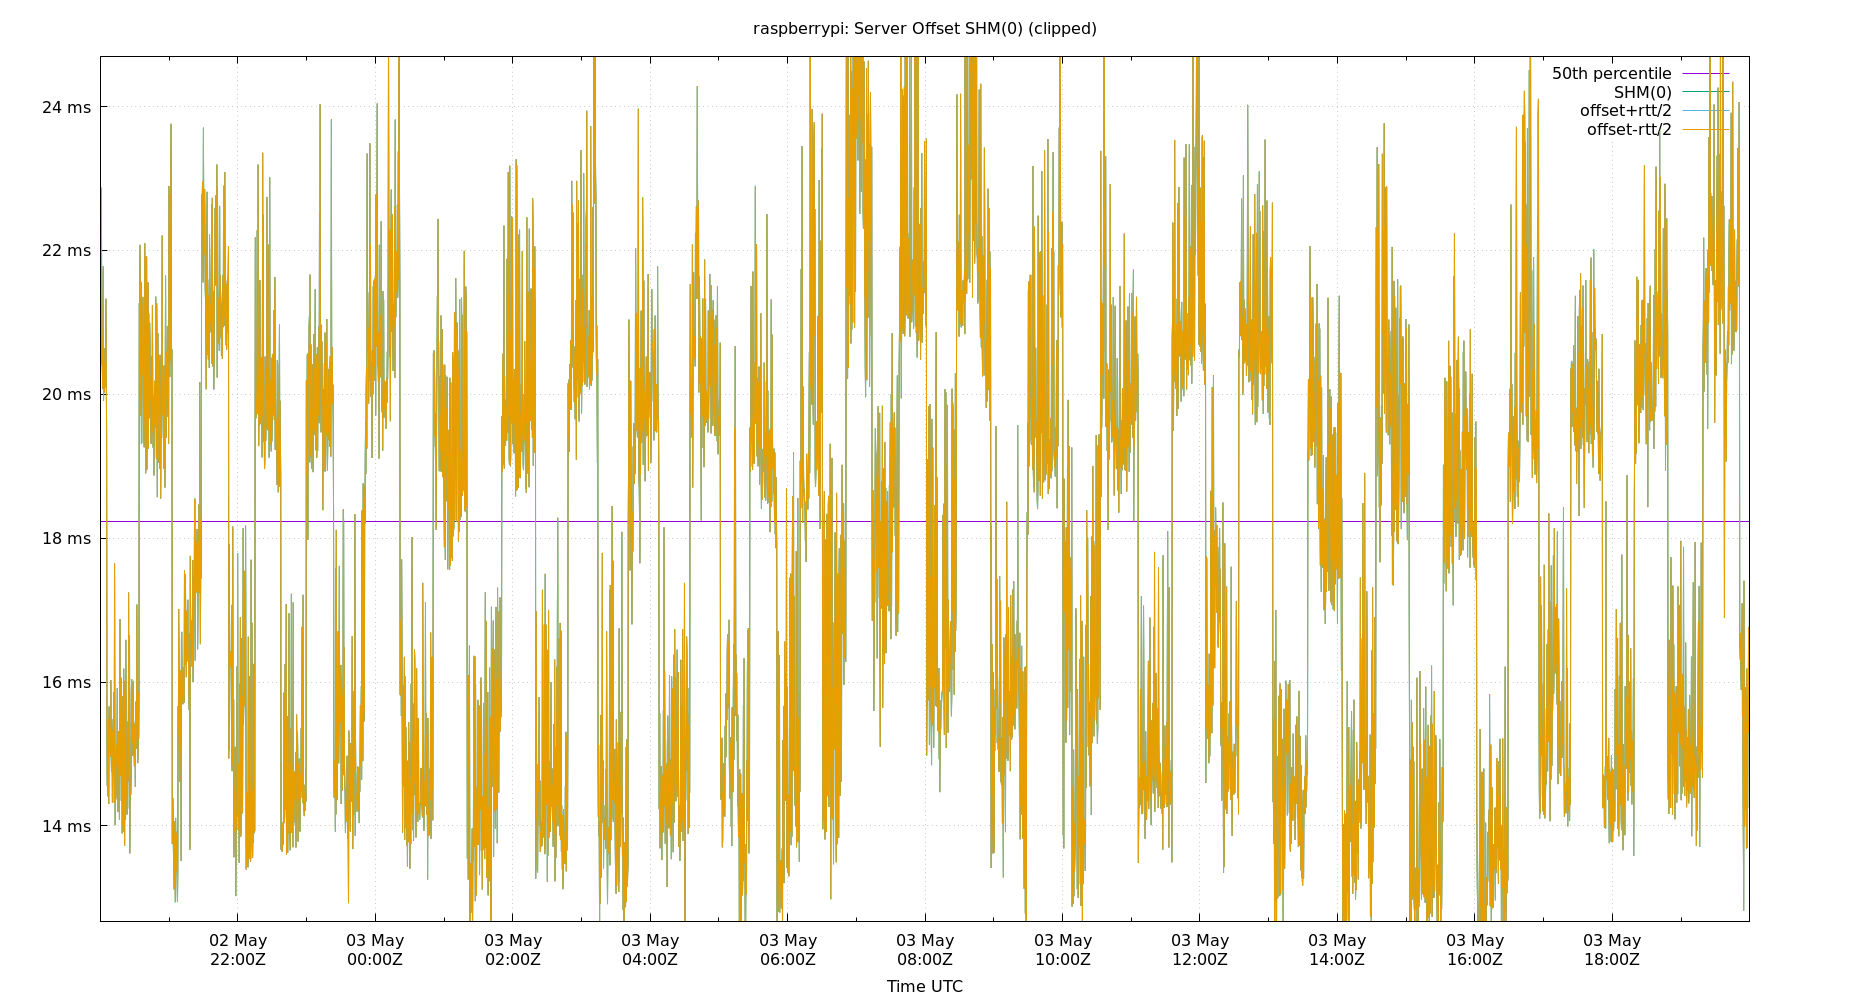 raspberrypi: Server Offset SHM(0) (clipped)
50th percentile
SHM(0)
offset+rtt/2
offset-rtt/2
24 ms
22 ms
20 ms
18 ms
16 ms
14 ms
02 May 03 May 03 May 03 May 03 May 03 May 03 May 03 May 03 May 03 May 03 May
22:00Z 00:00Z 02:00Z 04:00Z 06:00Z 08:00Z 10:00Z 12:00Z 14:00Z 16:00Z 18:00Z
Time UTC